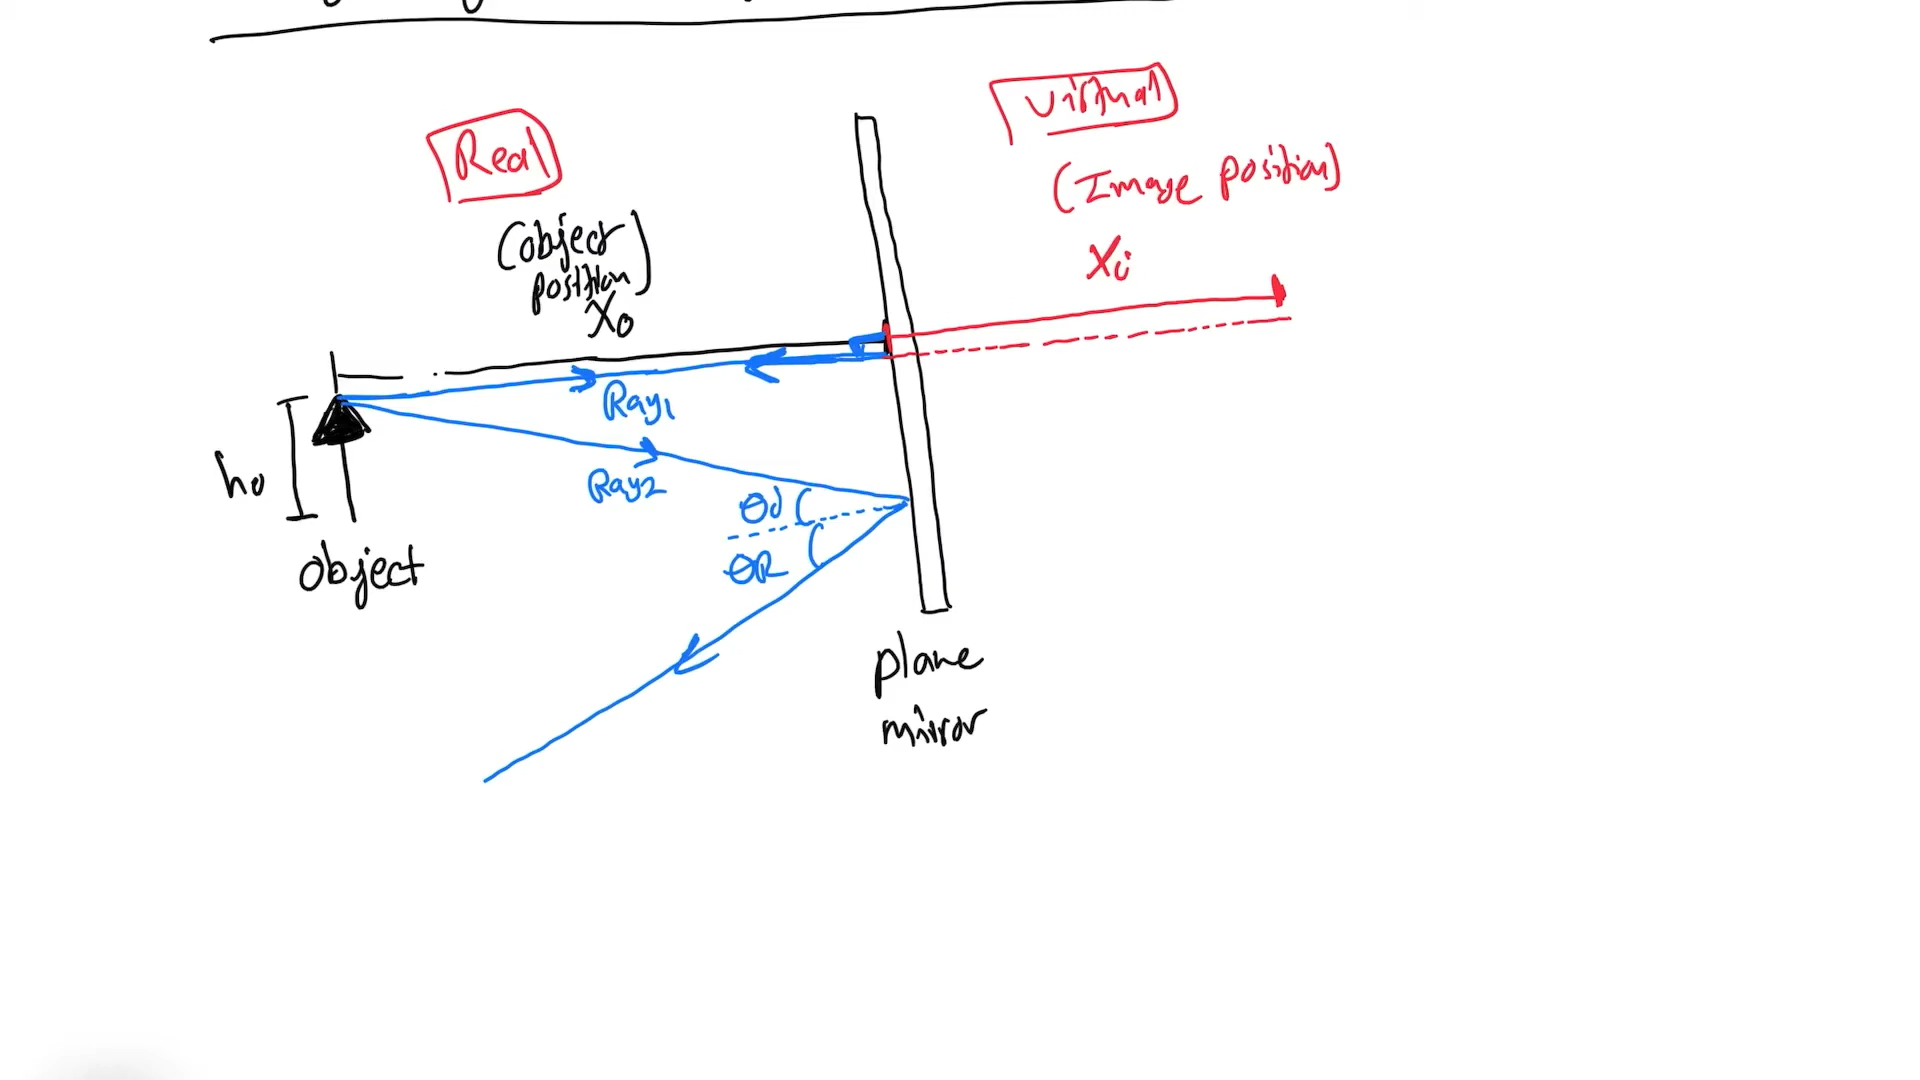 Real
(object
position)
Xo
Virtual
(Image position)
Xi
Ray1
Ray2
ho
object
θd
θR
plane
mirror